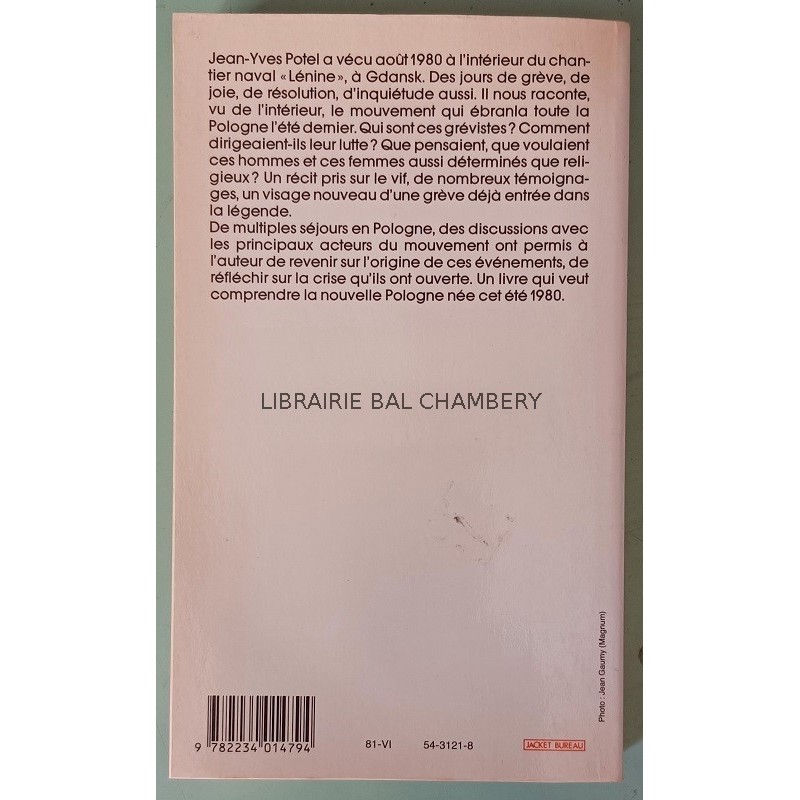 Jean-Yves Potel a vécu août 1980 à l'intérieur du chan-
tier naval «Lénine», à Gdansk. Des jours de grève, de
joie, de résolution, d'inquiétude aussi. Il nous raconte,
vu de l'intérieur, le mouvement qui ébranla toute la
Pologne l'été dernier. Qui sont ces grévistes? Comment
dirigeaient-ils leur lutte? Que pensaient, que voulaient
ces hommes et ces femmes aussi déterminés que reli-
gieux? Un récit pris sur le vif, de nombreux témoigna-
ges, un visage nouveau d'une grève déjà entrée dans
la légende.
De multiples séjours en Pologne, des discussions avec
les principaux acteurs du mouvement ont permis à
l'auteur de revenir sur l'origine de ces événements, de
réfléchir sur la crise qu'ils ont ouverte. Un livre qui veut
comprendre la nouvelle Pologne née cet été 1980.
LIBRAIRIE BAL CHAMBERY
Photo : Jean Gaumy (Magnum)
9 782234 014794
81-VI
54-3121-8
JACKET BUREAU